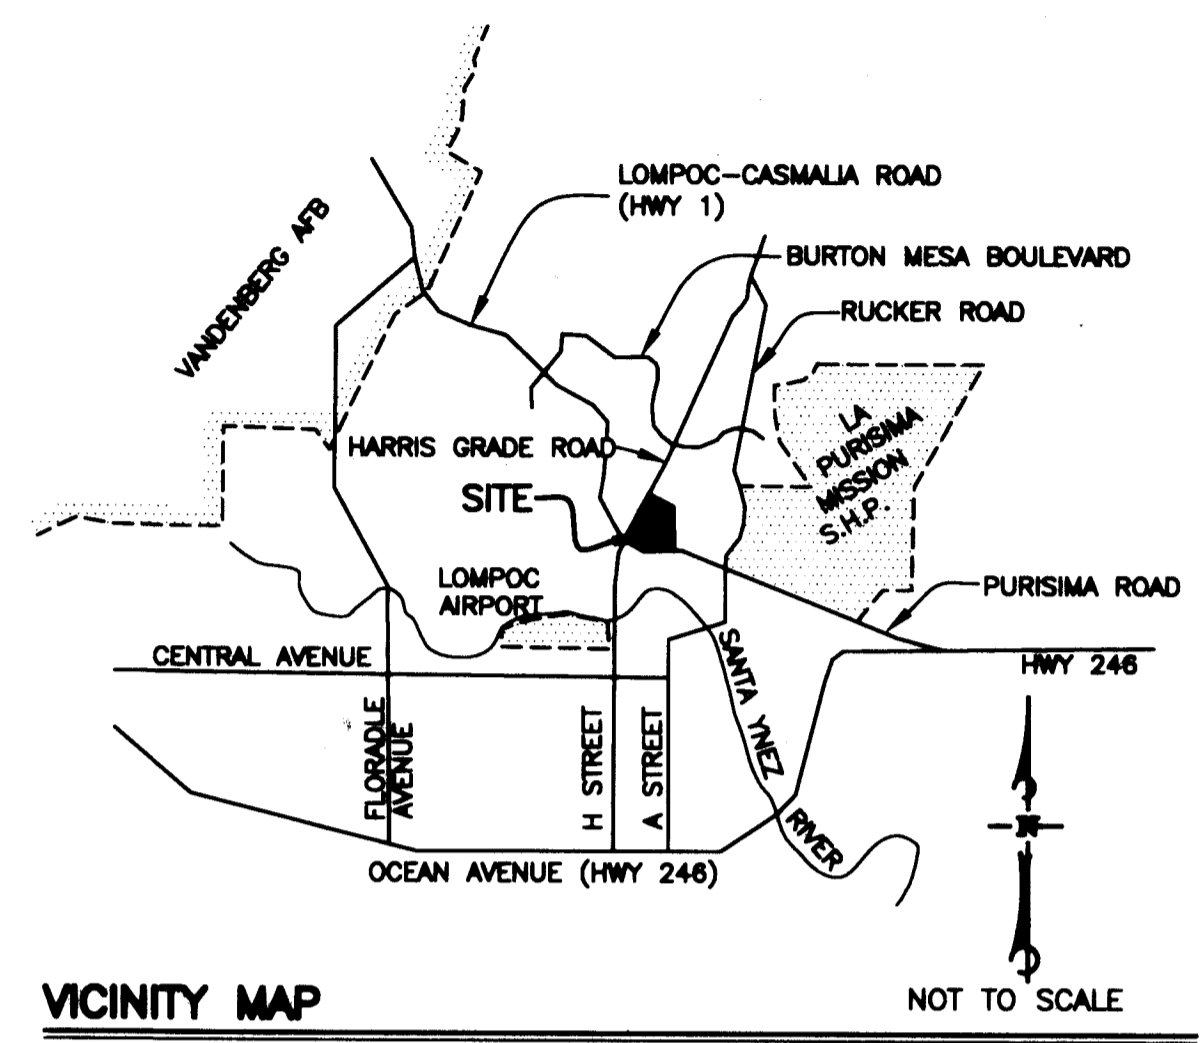 LOMPOC-CASMALIA ROAD
(HWY 1)
VANDENBERG AFB
BURTON MESA BOULEVARD
RUCKER ROAD
LA
PURISIMA
MISSION
S.H.P.
HARRIS GRADE ROAD
SITE
LOMPOC
AIRPORT
PURISIMA ROAD
CENTRAL AVENUE
HWY 246
SANTA YNEZ
RIVER
FLORADLE
AVENUE
H STREET
A STREET
N
OCEAN AVENUE (HWY 246)
VICINITY MAP
NOT TO SCALE